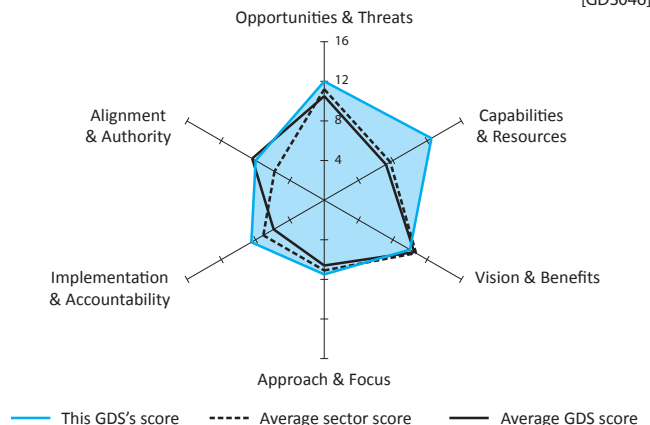 Opportunities & Threats
16
12
8
4
Alignment
& Authority
Capabilities
& Resources
Implementation
& Accountability
Vision & Benefits
Approach & Focus
This GDS's score
Average sector score
Average GDS score